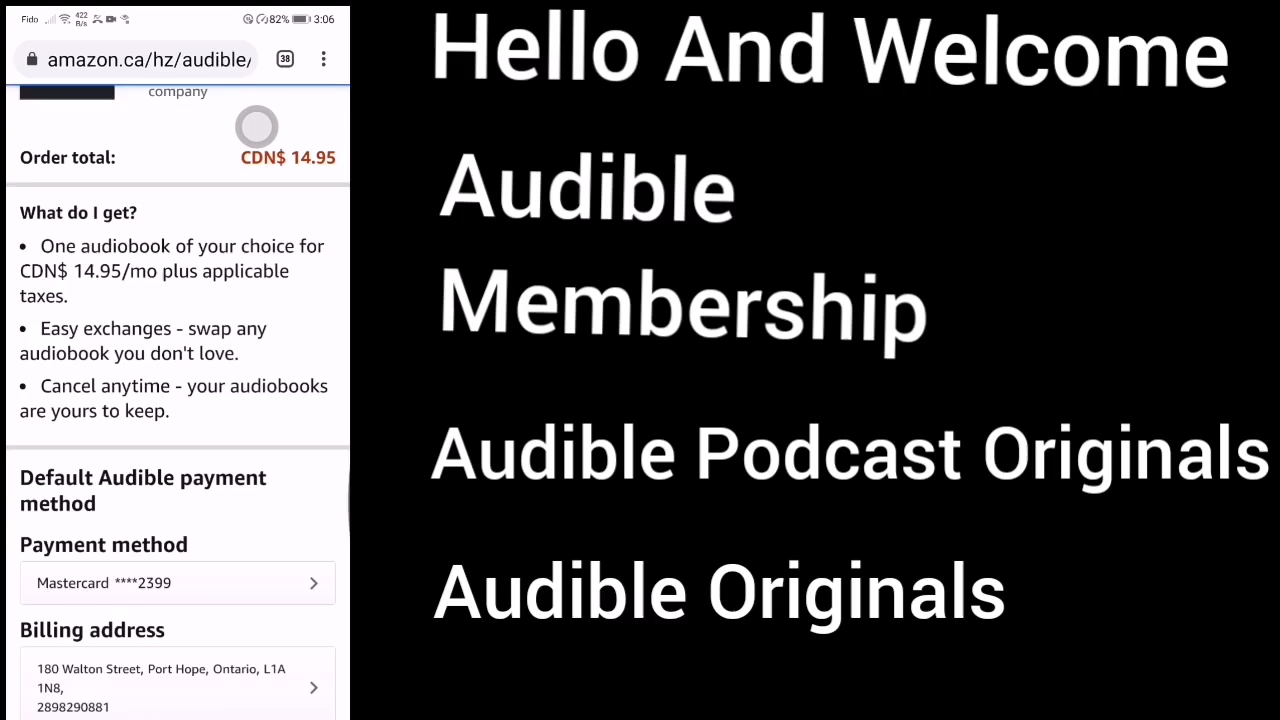 Fido 422 B/s 82% 3:06
amazon.ca/hz/audible/ 38
company
Order total: CDN$ 14.95
What do I get?
• One audiobook of your choice for
CDN$ 14.95/mo plus applicable
taxes.
• Easy exchanges - swap any
audiobook you don't love.
• Cancel anytime - your audiobooks
are yours to keep.
Default Audible payment
method
Payment method
Mastercard ****2399
Billing address
180 Walton Street, Port Hope, Ontario, L1A
1N8,
2898290881
Hello And Welcome
Audible
Membership
Audible Podcast Originals
Audible Originals